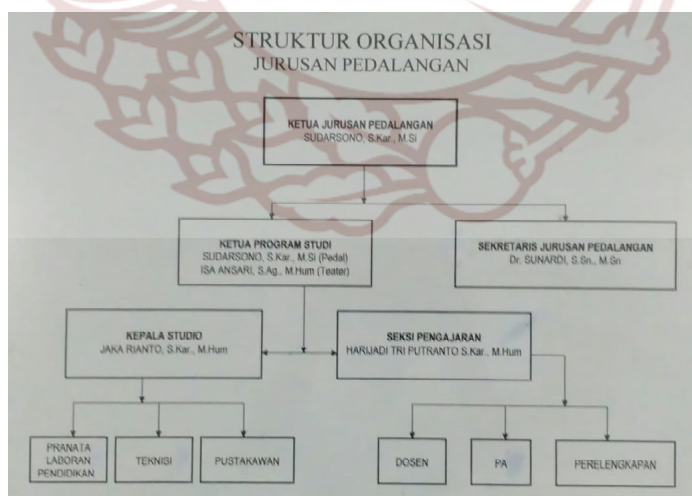 STRUKTUR ORGANISASI
JURUSAN PEDALANGAN
KETUA JURUSAN PEDALANGAN
SUDARSONO, S.Kar., M.Si
KETUA PROGRAM STUDI
SUDARSONO, S.Kar., M.Si (Pedal)
ISA ANSARI, S.Ag., M.Hum (Teater)
SEKRETARIS JURUSAN PEDALANGAN
Dr. SUNARDI, S.Sn., M.Sn
KEPALA STUDIO
JAKA RIANTO, S.Kar., M.Hum
SEKSI PENGAJARAN
HARIJADI TRI PUTRANTO S.Kar., M.Hum
PRANATA
LABORAN
PENDIDIKAN
TEKNISI
PUSTAKAWAN
DOSEN
PA
PERELENGKAPAN